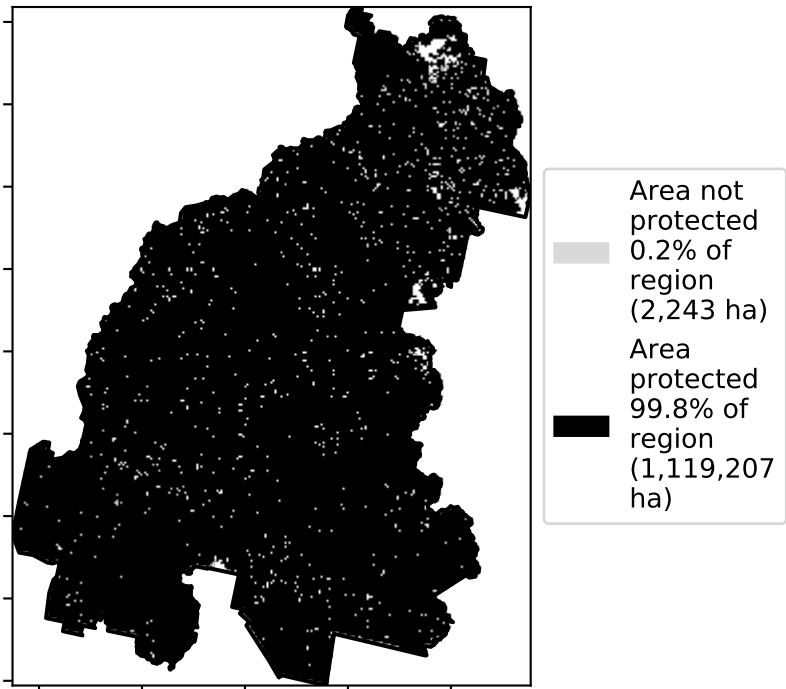 Area not
protected
0.2% of
region
(2,243 ha)
Area
protected
99.8% of
region
(1,119,207
ha)